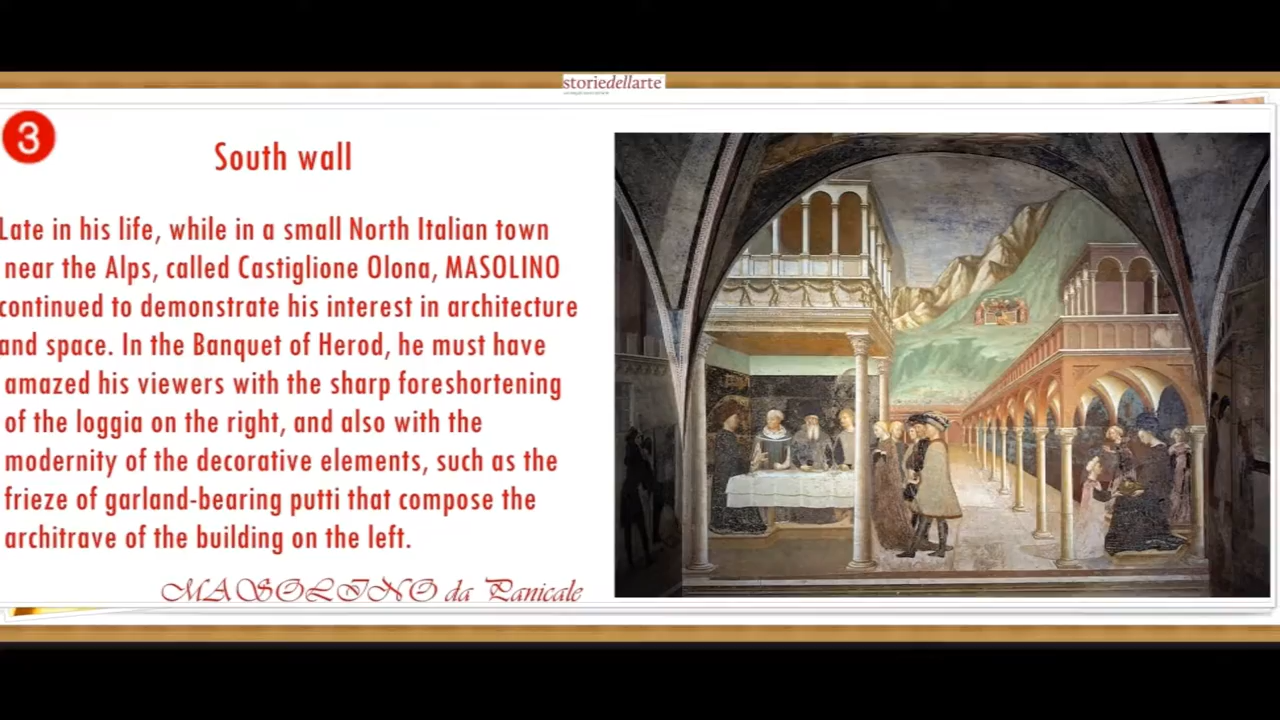 storiedellarte
3
South wall
Late in his life, while in a small North Italian town
near the Alps, called Castiglione Olona, MASOLINO
continued to demonstrate his interest in architecture
and space. In the Banquet of Herod, he must have
amazed his viewers with the sharp foreshortening
of the loggia on the right, and also with the
modernity of the decorative elements, such as the
frieze of garland-bearing putti that compose the
architrave of the building on the left.
MASOLINO da Panicale